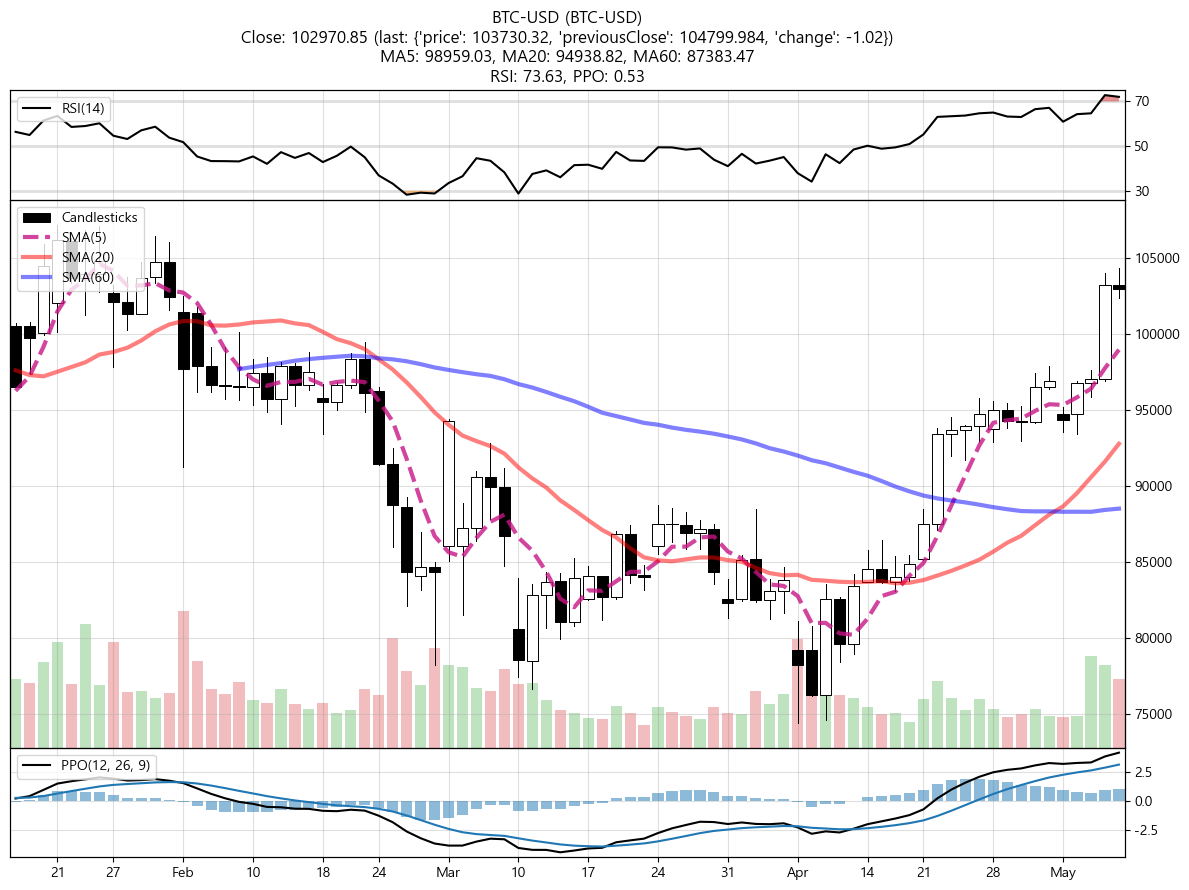 BTC-USD (BTC-USD)
Close: 102970.85 (last: {'price': 103730.32, 'previousClose': 104799.984, 'change': -1.02})
MA5: 98959.03, MA20: 94938.82, MA60: 87383.47
RSI: 73.63, PPO: 0.53
RSI(14)
70
50
30
Candlesticks
SMA(5)
SMA(20)
SMA(60)
105000
100000
95000
90000
85000
80000
75000
PPO(12, 26, 9)
2.5
0.0
-2.5
21 27 Feb 10 18 24 Mar 10 17 24 31 Apr 14 21 28 May